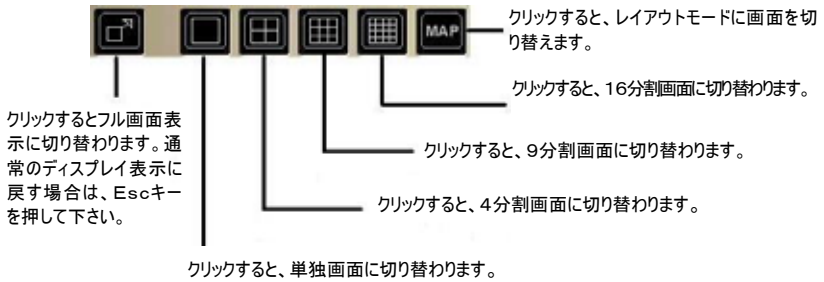 MAP
クリックすると、レイアウトモードに画面を切
り替えます。
クリックすると、１６分割画面に切り替わります。
クリックするとフル画面表
示に切り替わります。通
常のディスプレイ表示に
戻す場合は、Ｅｓｃキー
を押して下さい。
クリックすると、９分割画面に切り替わります。
クリックすると、４分割画面に切り替わります。
クリックすると、単独画面に切り替わります。